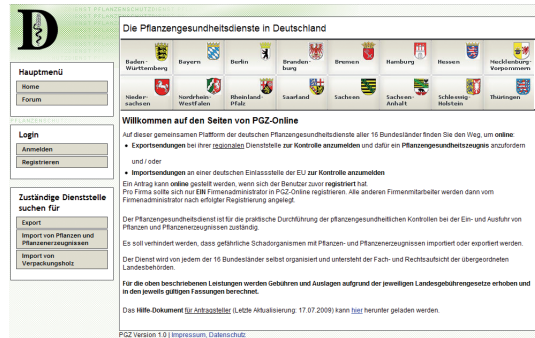 Die Pflanzengesundheitsdienste in Deutschland
Baden-
Württemberg
Bayern
Berlin
Branden-
burg
Bremen
Hamburg
Hessen
Mecklenburg-
Vorpommern
Nieder-
sachsen
Nordrhein-
Westfalen
Rheinland-
Pfalz
Saarland
Sachsen
Sachsen-
Anhalt
Schleswig-
Holstein
Thüringen
Hauptmenü
Home
Forum
Login
Anmelden
Registrieren
Zuständige Dienststelle
suchen für
Export
Import von Pflanzen und
Pflanzenerzeugnissen
Import von
Verpackungsholz
Willkommen auf den Seiten von PGZ-Online
Auf dieser gemeinsamen Plattform der deutschen Pflanzengesundheitsdienste aller 16 Bundesländer finden Sie den Weg, um online:
• Exportsendungen bei ihrer regionalen Dienststelle zur Kontrolle anzumelden und dafür ein Pflanzengesundheitszeugnis anzufordern
und / oder
• Importsendungen an einer deutschen Einlassstelle der EU zur Kontrolle anzumelden
Ein Antrag kann online gestellt werden, wenn sich der Benutzer zuvor registriert hat.
Pro Firma sollte sich nur EIN Firmenadministrator in PGZ-Online registrieren. Alle anderen Firmenmitarbeiter werden dann vom
Firmenadministrator nach erfolgter Registrierung angelegt.
Der Pflanzengesundheitsdienst ist für die praktische Durchführung der pflanzengesundheitlichen Kontrollen bei der Ein- und Ausfuhr von
Pflanzen und Pflanzenerzeugnissen zuständig.
Es soll verhindert werden, dass gefährliche Schadorganismen mit Pflanzen- und Pflanzenerzeugnissen importiert oder exportiert werden.
Der Dienst wird von jedem der 16 Bundesländer selbst organisiert und untersteht der Fach- und Rechtsaufsicht der übergeordneten
Landesbehörden.
Für die oben beschriebenen Leistungen werden Gebühren und Auslagen aufgrund der jeweiligen Landesgebührengesetze erhoben und
in den jeweils gültigen Fassungen berechnet.
Das Hilfe-Dokument für Antragsteller (Letzte Aktualisierung: 17.07.2009) kann hier herunter geladen werden.
PGZ Version 1.0 | Impressum, Datenschutz